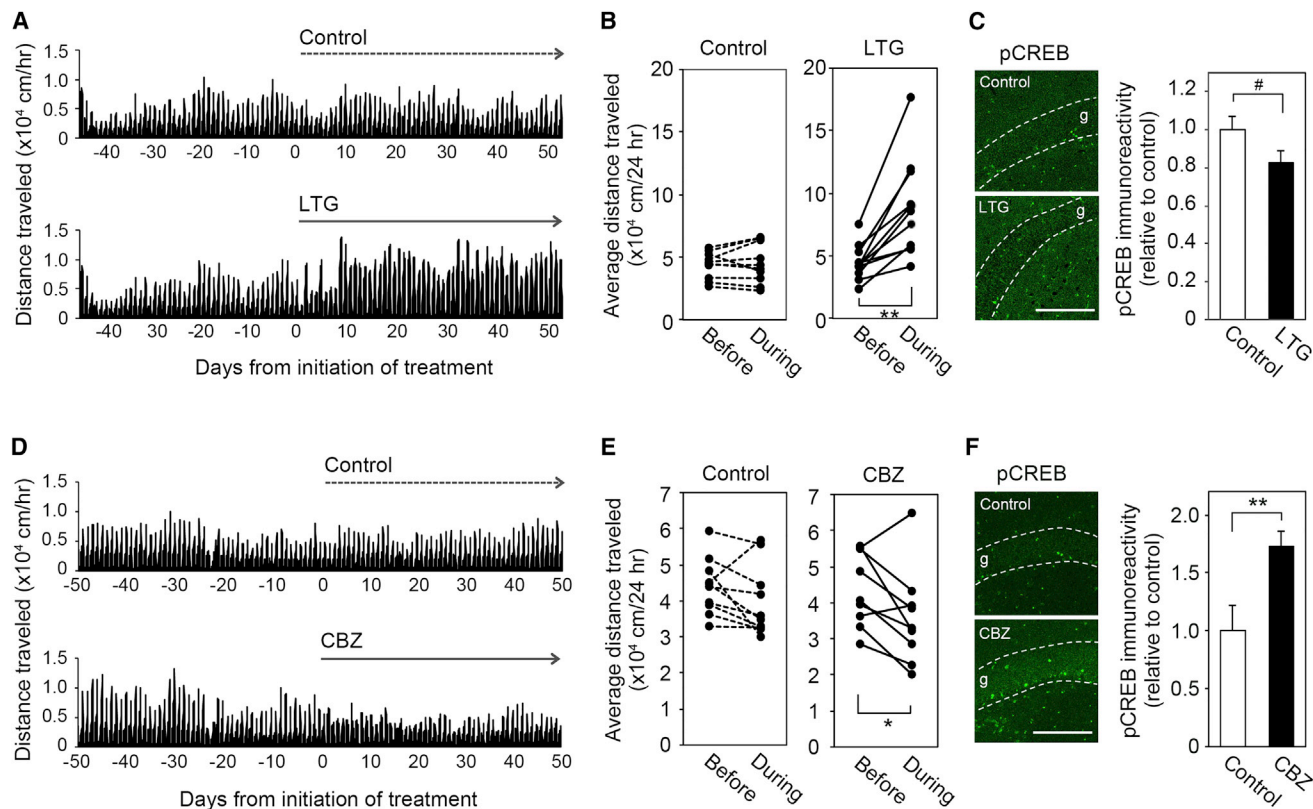 A
Control
Distance traveled (x10⁴ cm/hr)
1.5
1.0
0.5
0
-40 -30 -20 -10 0 10 20 30 40 50
LTG
1.5
1.0
0.5
0
-40 -30 -20 -10 0 10 20 30 40 50
Days from initiation of treatment
B
Control
LTG
Average distance traveled
(x10⁴ cm/24 hr)
20
15
10
5
0
20
15
10
5
0
**
Before
During
Before
During
C
pCREB
Control
g
LTG
g
pCREB immunoreactivity
(relative to control)
1.2
1.0
0.8
0.6
0.4
0.2
0
#
Control
LTG
D
Control
Distance traveled (x10⁴ cm/hr)
1.5
1.0
0.5
0
-50 -40 -30 -20 -10 0 10 20 30 40 50
CBZ
1.5
1.0
0.5
0
-50 -40 -30 -20 -10 0 10 20 30 40 50
Days from initiation of treatment
E
Control
CBZ
Average distance traveled
(x10⁴ cm/24 hr)
7
6
5
4
3
2
1
0
7
6
5
4
3
2
1
0
*
Before
During
Before
During
F
pCREB
Control
g
CBZ
g
pCREB immunoreactivity
(relative to control)
2.0
1.5
1.0
0.5
0
**
Control
CBZ